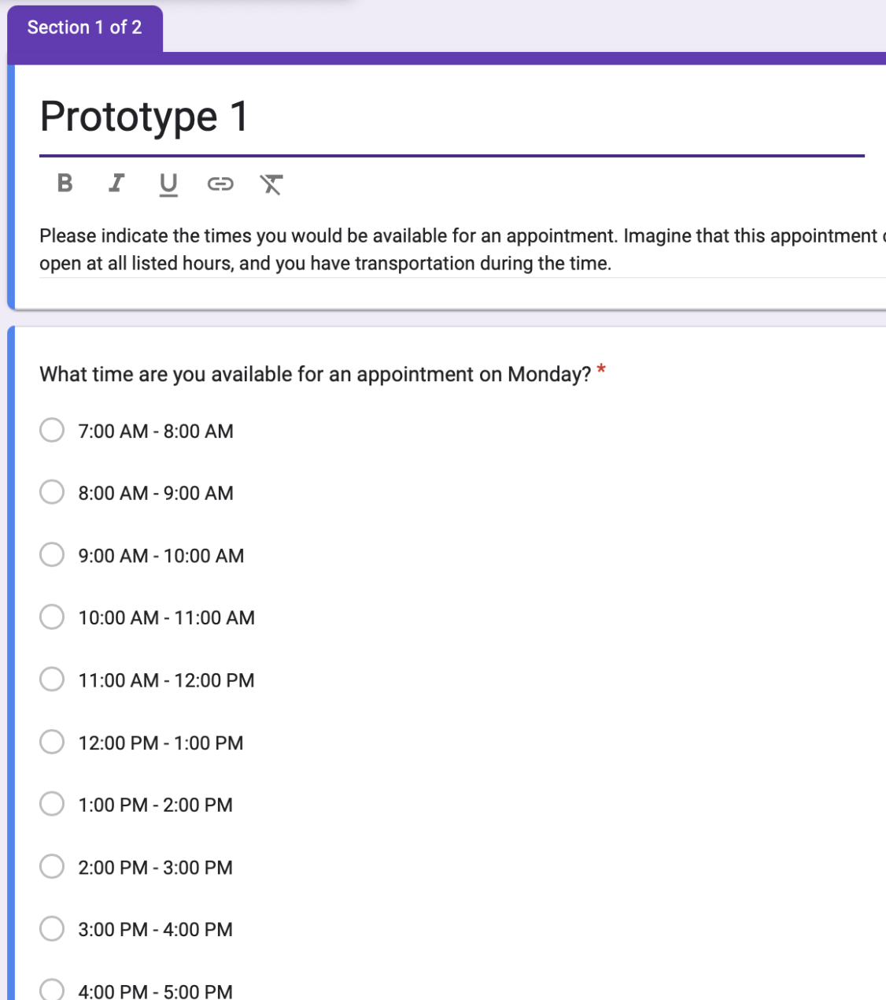 Section 1 of 2
Prototype 1
B I U
Please indicate the times you would be available for an appointment. Imagine that this appointment
open at all listed hours, and you have transportation during the time.
What time are you available for an appointment on Monday? *
7:00 AM - 8:00 AM
8:00 AM - 9:00 AM
9:00 AM - 10:00 AM
10:00 AM - 11:00 AM
11:00 AM - 12:00 PM
12:00 PM - 1:00 PM
1:00 PM - 2:00 PM
2:00 PM - 3:00 PM
3:00 PM - 4:00 PM
4:00 PM - 5:00 PM